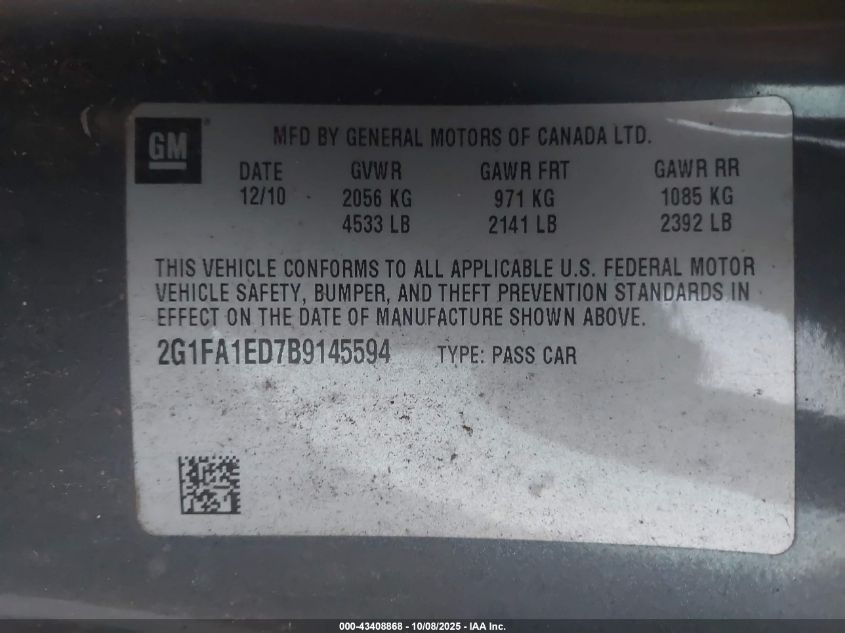 GM®
MFD BY GENERAL MOTORS OF CANADA LTD.
DATE GVWR GAWR FRT GAWR RR
12/10 2056 KG 971 KG 1085 KG
4533 LB 2141 LB 2392 LB
THIS VEHICLE CONFORMS TO ALL APPLICABLE U.S. FEDERAL MOTOR
VEHICLE SAFETY, BUMPER, AND THEFT PREVENTION STANDARDS IN
EFFECT ON THE DATE OF MANUFACTURE SHOWN ABOVE.
2G1FA1ED7B9145594 TYPE: PASS CAR
000-43408868 - 10/08/2025 - IAA Inc.